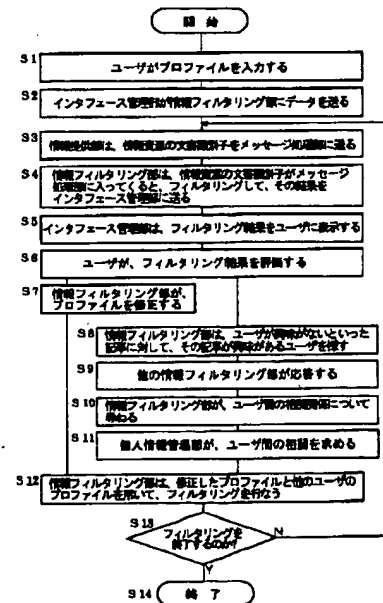 開始
S1
ユーザがプロファイルを入力する
S2
インタフェース管理部が情報フィルタリング部にデータを送る
S3
情報提供部は、情報資源の文書識別子をメッセージ処理部に送る
S4
情報フィルタリング部は、情報資源の文書識別子がメッセージ
処理部に入ってくると、フィルタリングして、その結果を
インタフェース管理部に送る
S5
インタフェース管理部は、フィルタリング結果をユーザに表示する
S6
ユーザが、フィルタリング結果を評価する
S7
情報フィルタリング部が、
プロファイルを修正する
S8
情報フィルタリング部は、ユーザが興味がないといった
記事に対して、その記事が興味があるユーザを探す
S9
他の情報フィルタリング部が応答する
S10
情報フィルタリング部が、ユーザ間の相関関係について
尋ねる
S11
個人情報管理部が、ユーザ間の相関を求める
S12
情報フィルタリング部は、修正したプロファイルと他のユーザの
プロファイルを用いて、フィルタリングを行なう
S13
フィルタリングを
終了するのか?
N
Y
S14
終了